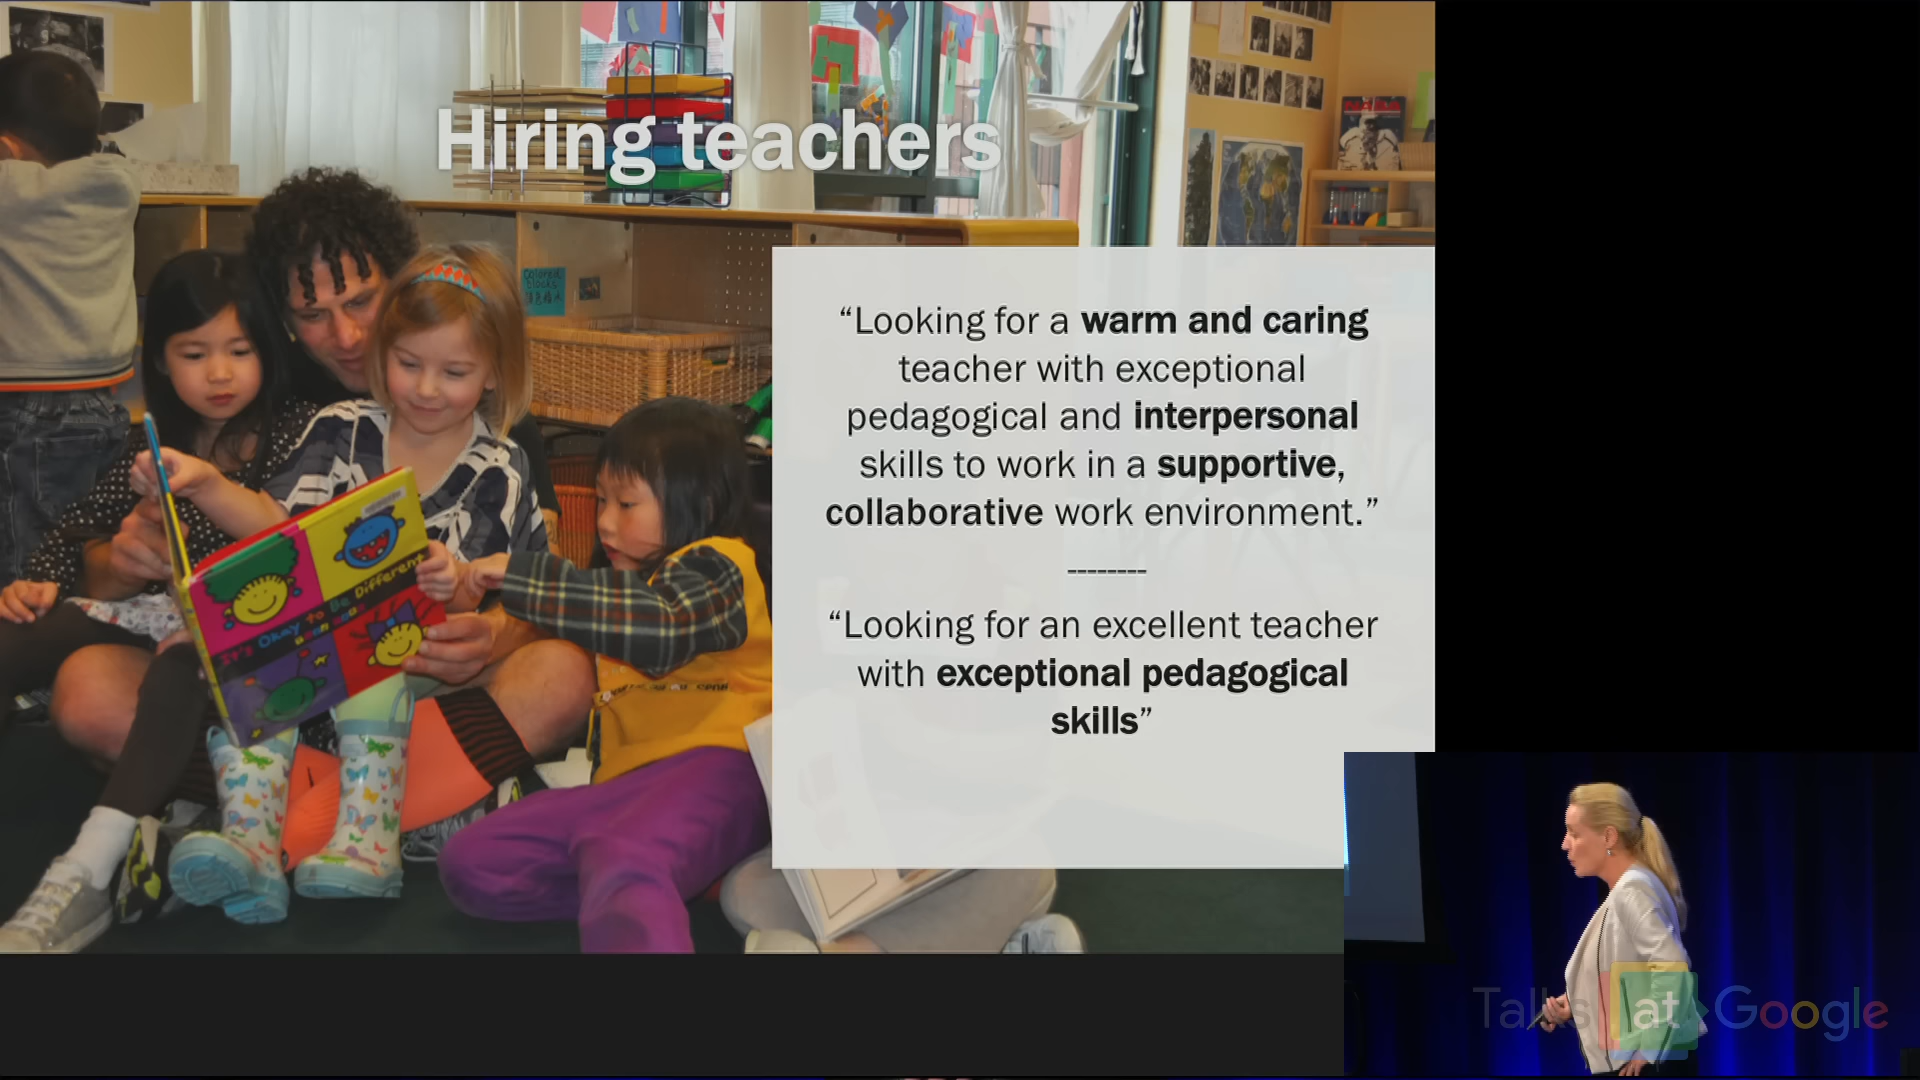 Hiring teachers
“Looking for a warm and caring
teacher with exceptional
pedagogical and interpersonal
skills to work in a supportive,
collaborative work environment.”
--------
“Looking for an excellent teacher
with exceptional pedagogical
skills”
Colored
blocks
It's Okay to Be Different
Talks at Google